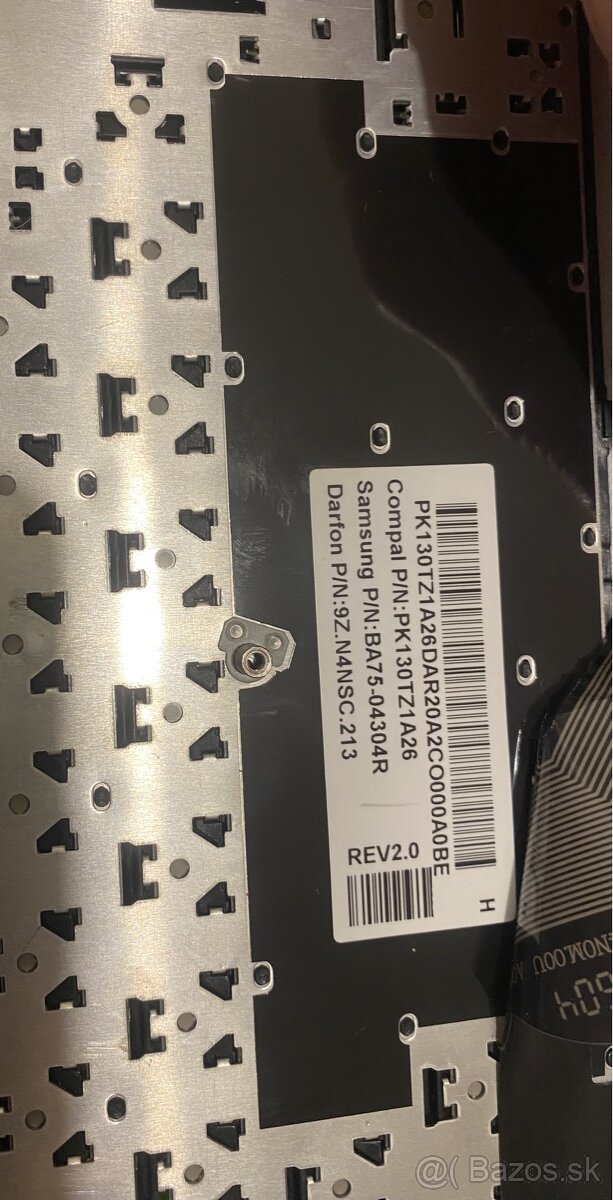 PK130TZ1A26DAR20A2CO000A0BE
Compal P/N:PK130TZ1A26
Samsung P/N:BA75-04304R
Darfon P/N:9Z.N4NSC.213
REV2.0
H
Bazos.sk